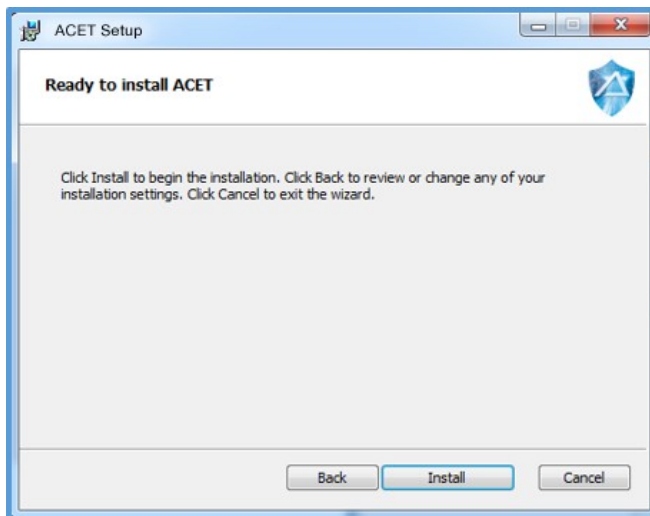 ACET Setup
Ready to install ACET
Click Install to begin the installation. Click Back to review or change any of your
installation settings. Click Cancel to exit the wizard.
Back Install Cancel